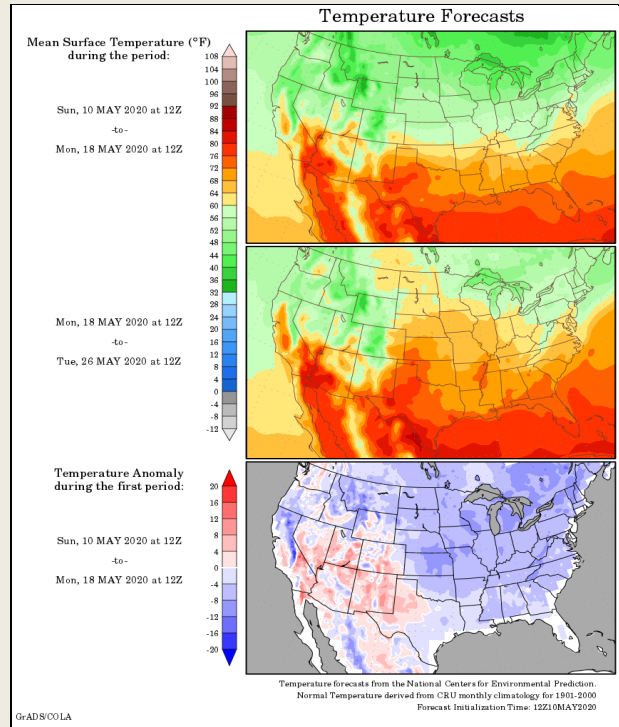 Temperature Forecasts
Mean Surface Temperature (°F)
during the period:
Sun, 10 MAY 2020 at 12Z
-to-
Mon, 18 MAY 2020 at 12Z
108
104
100
96
92
88
84
80
76
72
68
64
60
56
52
48
44
40
36
32
28
24
20
16
12
8
4
0
-4
-8
-12
Mon, 18 MAY 2020 at 12Z
-to-
Tue, 26 MAY 2020 at 12Z
Temperature Anomaly
during the first period:
Sun, 10 MAY 2020 at 12Z
-to-
Mon, 18 MAY 2020 at 12Z
20
16
12
8
4
0
-4
-8
-12
-16
-20
Temperature forecasts from the National Centers for Environmental Prediction.
Normal Temperature derived from CRU monthly climatology for 1901-2000
Forecast Initialization Time: 12Z10MAY2020
GrADS/COLA